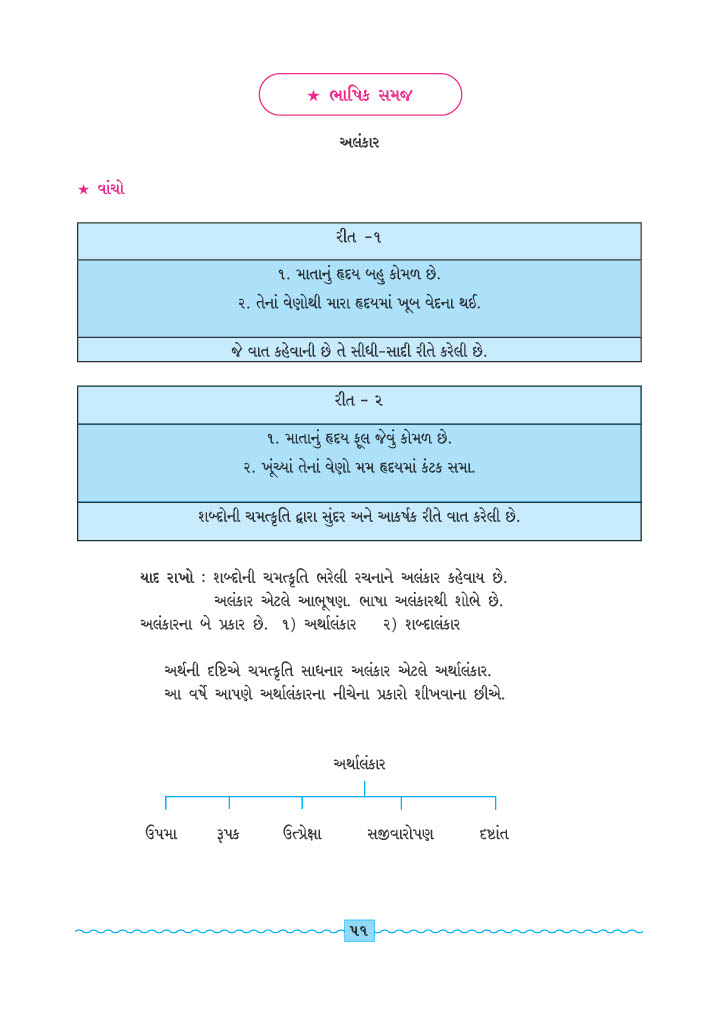 ★ ભાષિક સમજ
અલંકાર
★ વાંચો
રીત -૧
૧. માતાનું હૃદય બહુ કોમળ છે.
૨. તેનાં વેણોથી મારા હૃદયમાં ખૂબ વેદના થઈ.
જે વાત કહેવાની છે તે સીધી-સાદી રીતે કરેલી છે.
રીત - ૨
૧. માતાનું હૃદય ફૂલ જેવું કોમળ છે.
૨. ખૂંચ્યાં તેનાં વેણો મમ હૃદયમાં કંટક સમા.
શબ્દોની ચમત્કૃતિ દ્વારા સુંદર અને આકર્ષક રીતે વાત કરેલી છે.
યાદ રાખો : શબ્દોની ચમત્કૃતિ ભરેલી રચનાને અલંકાર કહેવાય છે.
અલંકાર એટલે આભૂષણ. ભાષા અલંકારથી શોભે છે.
અલંકારના બે પ્રકાર છે. ૧) અર્થાલંકાર ૨) શબ્દાલંકાર
અર્થની દષ્ટિએ ચમત્કૃતિ સાધનાર અલંકાર એટલે અર્થાલંકાર.
આ વર્ષે આપણે અર્થાલંકારના નીચેના પ્રકારો શીખવાના છીએ.
અર્થાલંકાર
ઉપમા રૂપક ઉત્પ્રેક્ષા સજીવારોપણ દષ્ટાંત
૫૧